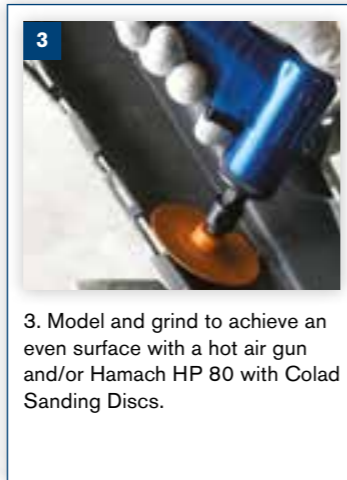 3
3. Model and grind to achieve an
even surface with a hot air gun
and/or Hamach HP 80 with Colad
Sanding Discs.